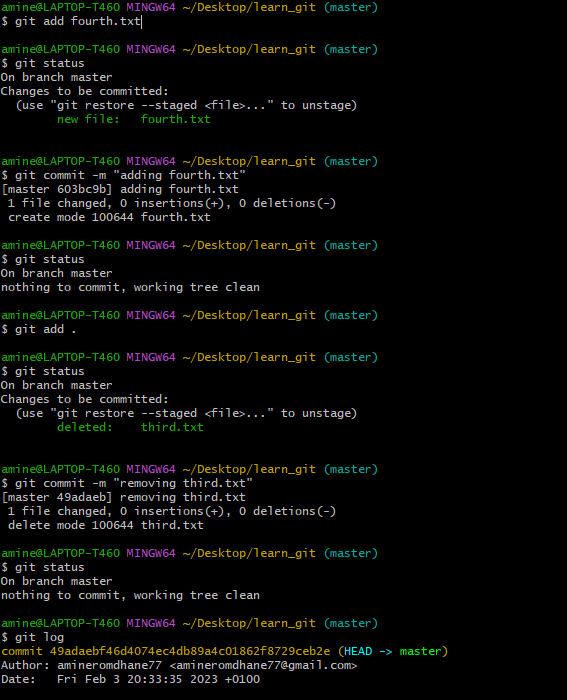 amine@LAPTOP-T460 MINGW64 ~/Desktop/learn_git (master)
$ git add fourth.txt
amine@LAPTOP-T460 MINGW64 ~/Desktop/learn_git (master)
$ git status
On branch master
Changes to be committed:
  (use "git restore --staged <file>..." to unstage)
        new file:   fourth.txt
amine@LAPTOP-T460 MINGW64 ~/Desktop/learn_git (master)
$ git commit -m "adding fourth.txt"
[master 603bc9b] adding fourth.txt
 1 file changed, 0 insertions(+), 0 deletions(-)
 create mode 100644 fourth.txt
amine@LAPTOP-T460 MINGW64 ~/Desktop/learn_git (master)
$ git status
On branch master
nothing to commit, working tree clean
amine@LAPTOP-T460 MINGW64 ~/Desktop/learn_git (master)
$ git add .
amine@LAPTOP-T460 MINGW64 ~/Desktop/learn_git (master)
$ git status
On branch master
Changes to be committed:
  (use "git restore --staged <file>..." to unstage)
        deleted:    third.txt
amine@LAPTOP-T460 MINGW64 ~/Desktop/learn_git (master)
$ git commit -m "removing third.txt"
[master 49adaeb] removing third.txt
 1 file changed, 0 insertions(+), 0 deletions(-)
 delete mode 100644 third.txt
amine@LAPTOP-T460 MINGW64 ~/Desktop/learn_git (master)
$ git status
On branch master
nothing to commit, working tree clean
amine@LAPTOP-T460 MINGW64 ~/Desktop/learn_git (master)
$ git log
commit 49adaebf46d4074ec4db89a4c01862f8729ceb2e (HEAD -> master)
Author: amineromdhane77 <amineromdhane77@gmail.com>
Date:   Fri Feb 3 20:33:35 2023 +0100